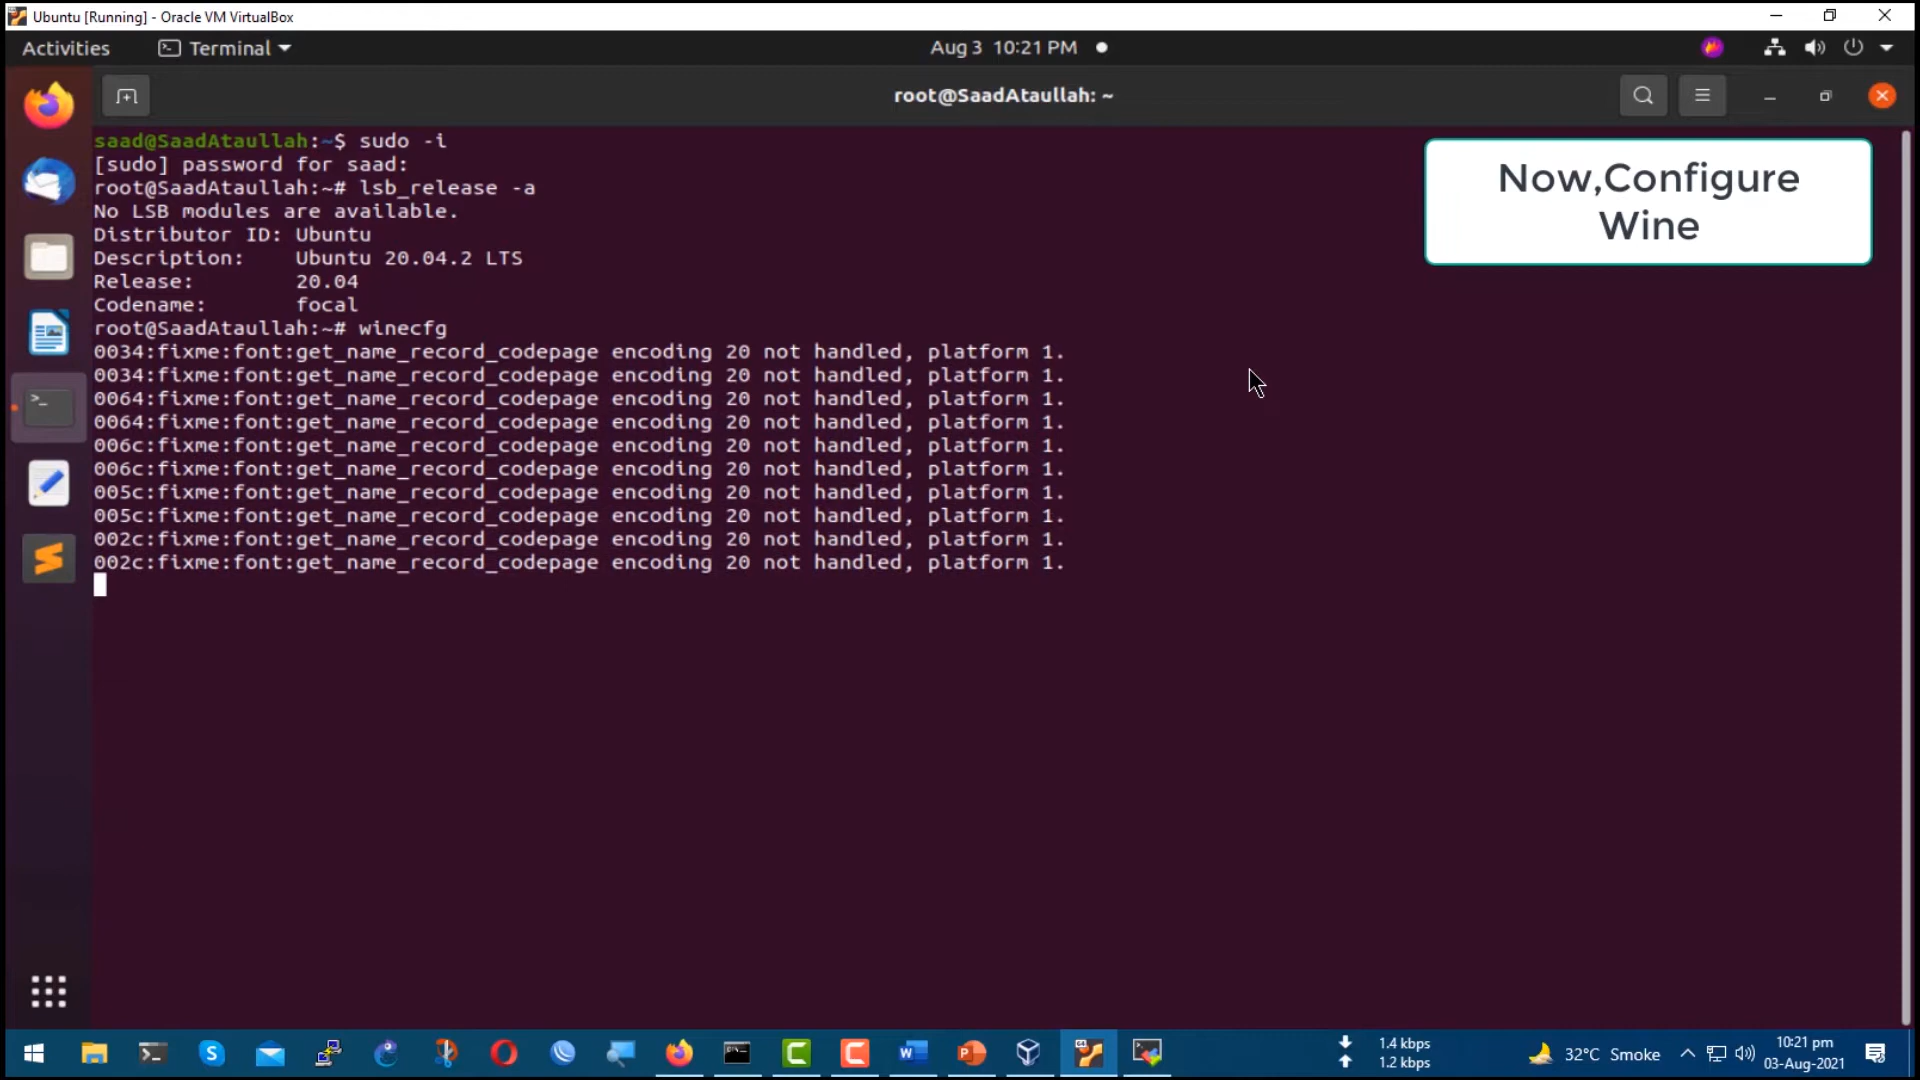 Ubuntu [Running] - Oracle VM VirtualBox
Activities
Terminal
Aug 3 10:21 PM
root@SaadAtaullah: ~
saad@SaadAtaullah:~$ sudo -i
[sudo] password for saad:
root@SaadAtaullah:~# lsb_release -a
No LSB modules are available.
Distributor ID: Ubuntu
Description: Ubuntu 20.04.2 LTS
Release: 20.04
Codename: focal
root@SaadAtaullah:~# winecfg
0034:fixme:font:get_name_record_codepage encoding 20 not handled, platform 1.
0034:fixme:font:get_name_record_codepage encoding 20 not handled, platform 1.
0064:fixme:font:get_name_record_codepage encoding 20 not handled, platform 1.
0064:fixme:font:get_name_record_codepage encoding 20 not handled, platform 1.
006c:fixme:font:get_name_record_codepage encoding 20 not handled, platform 1.
006c:fixme:font:get_name_record_codepage encoding 20 not handled, platform 1.
005c:fixme:font:get_name_record_codepage encoding 20 not handled, platform 1.
005c:fixme:font:get_name_record_codepage encoding 20 not handled, platform 1.
002c:fixme:font:get_name_record_codepage encoding 20 not handled, platform 1.
002c:fixme:font:get_name_record_codepage encoding 20 not handled, platform 1.
Now,Configure
Wine
1.4 kbps
1.2 kbps
32°C Smoke
10:21 pm
03-Aug-2021